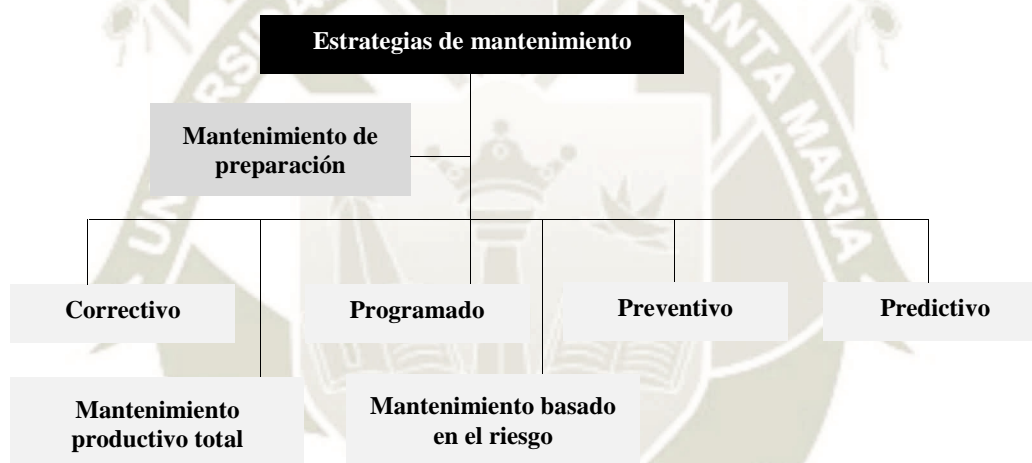 Estrategias de mantenimiento
Mantenimiento de
preparación
Correctivo
Programado
Preventivo
Predictivo
Mantenimiento
productivo total
Mantenimiento basado
en el riesgo